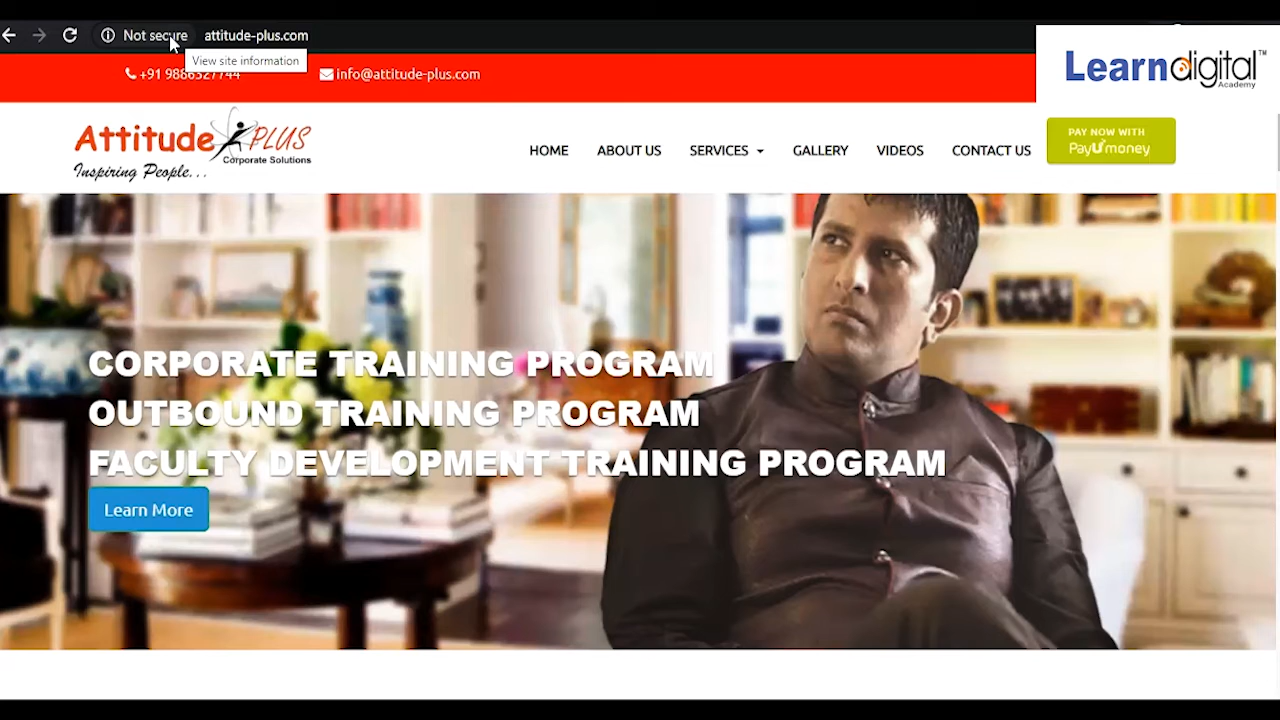 Not secure attitude-plus.com
View site information
info@attitude-plus.com
Learndigital™
Academy
Attitude PLUS
Corporate Solutions
Inspiring People...
HOME ABOUT US SERVICES GALLERY VIDEOS CONTACT US
PAY NOW WITH
PayUmoney
CORPORATE TRAINING PROGRAM
OUTBOUND TRAINING PROGRAM
FACULTY DEVELOPMENT TRAINING PROGRAM
Learn More